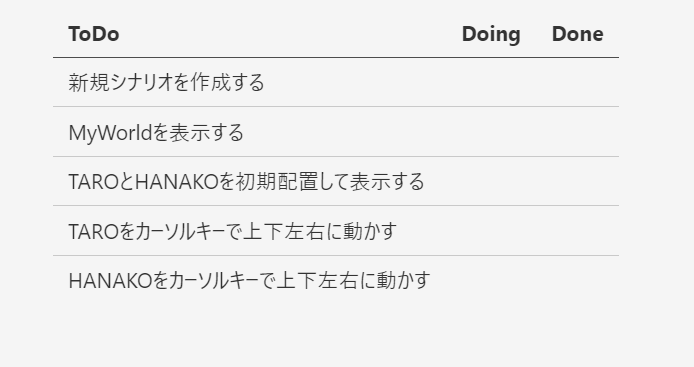 ToDo Doing Done
新規シナリオを作成する
MyWorldを表示する
TAROとHANAKOを初期配置して表示する
TAROをカーソルキーで上下左右に動かす
HANAKOをカーソルキーで上下左右に動かす